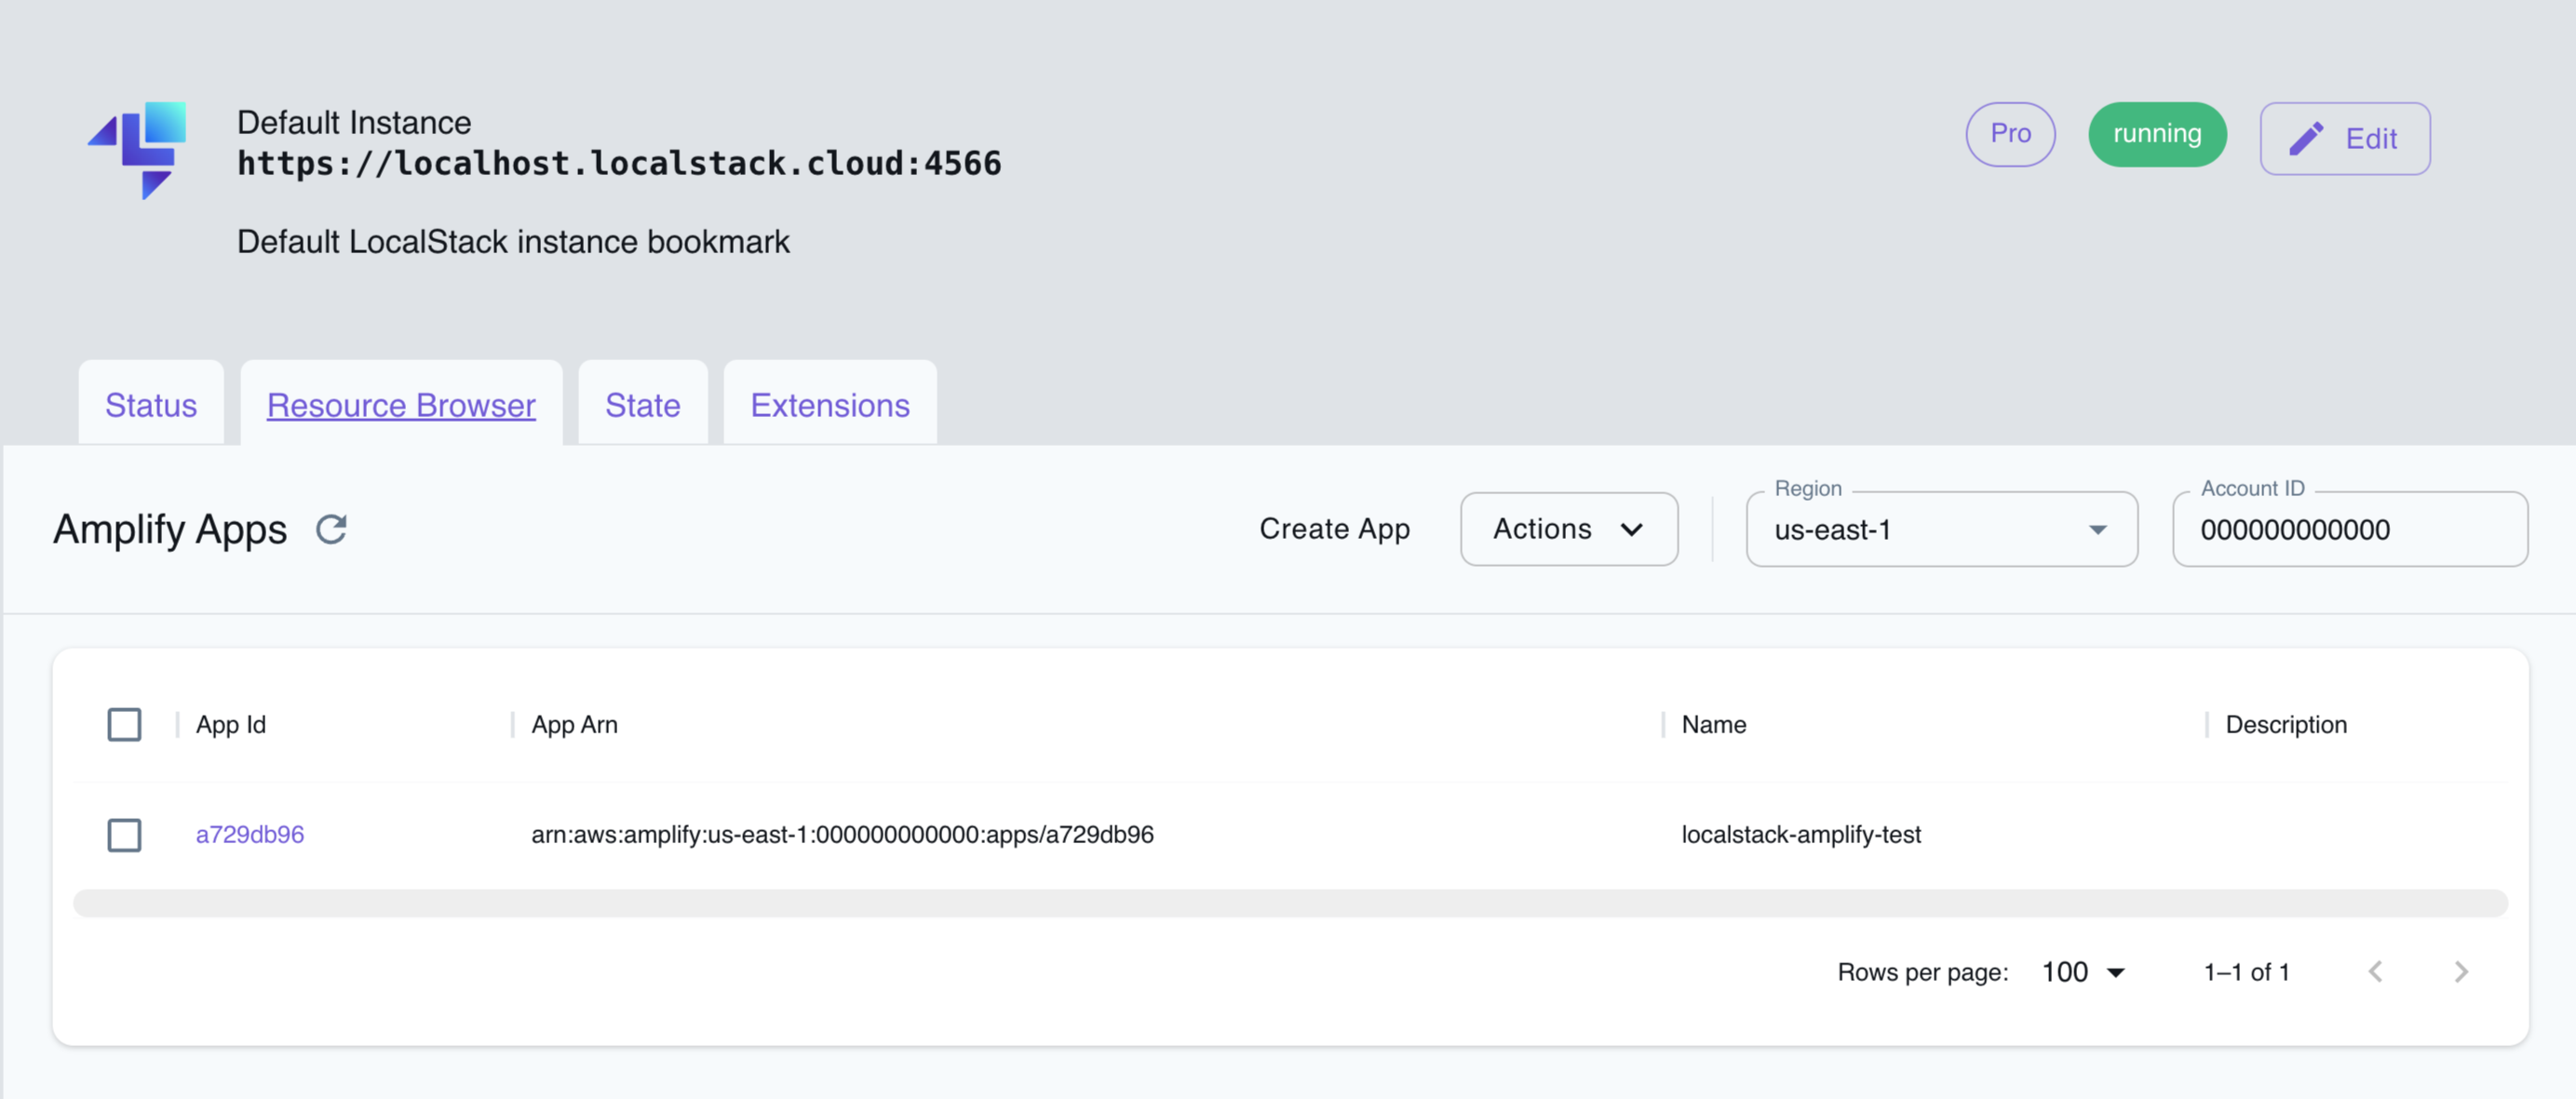 Default Instance
https://localhost.localstack.cloud:4566
Default LocalStack instance bookmark
Pro
running
Edit
Status
Resource Browser
State
Extensions
Amplify Apps
Create App
Actions
Region
us-east-1
Account ID
000000000000
App Id
App Arn
Name
Description
a729db96
arn:aws:amplify:us-east-1:000000000000:apps/a729db96
localstack-amplify-test
Rows per page:
100
1–1 of 1